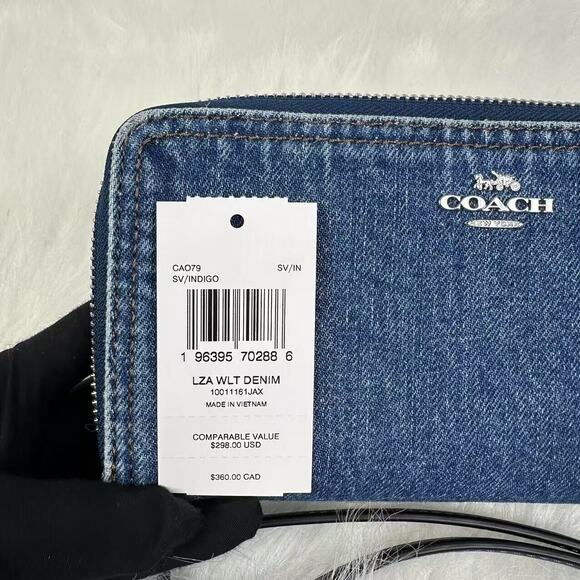 COACH
NEW YORK
CAO79 SV/IN
SV/INDIGO
1 96395 70288 6
LZA WLT DENIM
10011161JAX
MADE IN VIETNAM
COMPARABLE VALUE
$298.00 USD
$360.00 CAD